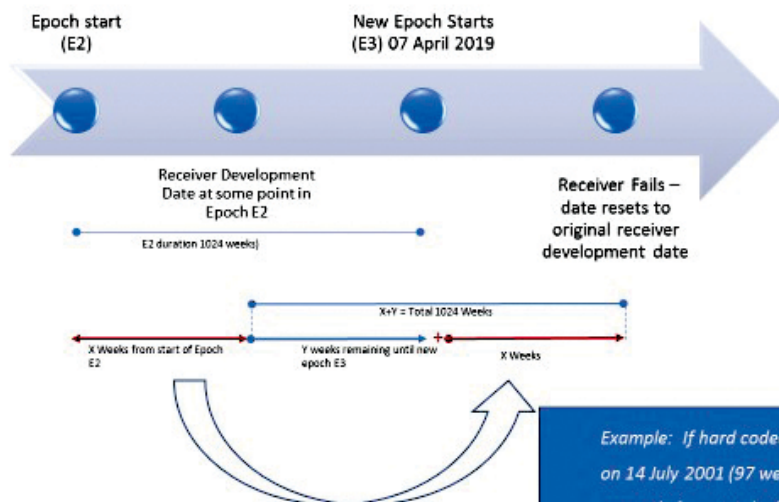 Epoch start
(E2)
New Epoch Starts
(E3) 07 April 2019
Receiver Development
Date at some point in
Epoch E2
Receiver Fails –
date resets to
original receiver
development date
E2 duration 1024 weeks)
X+Y = Total 1024 Weeks
X Weeks from start of Epoch
E2
Y weeks remaining until new
epoch E3
+
X Weeks
Example: If hard code
on 14 July 2001 (97 we